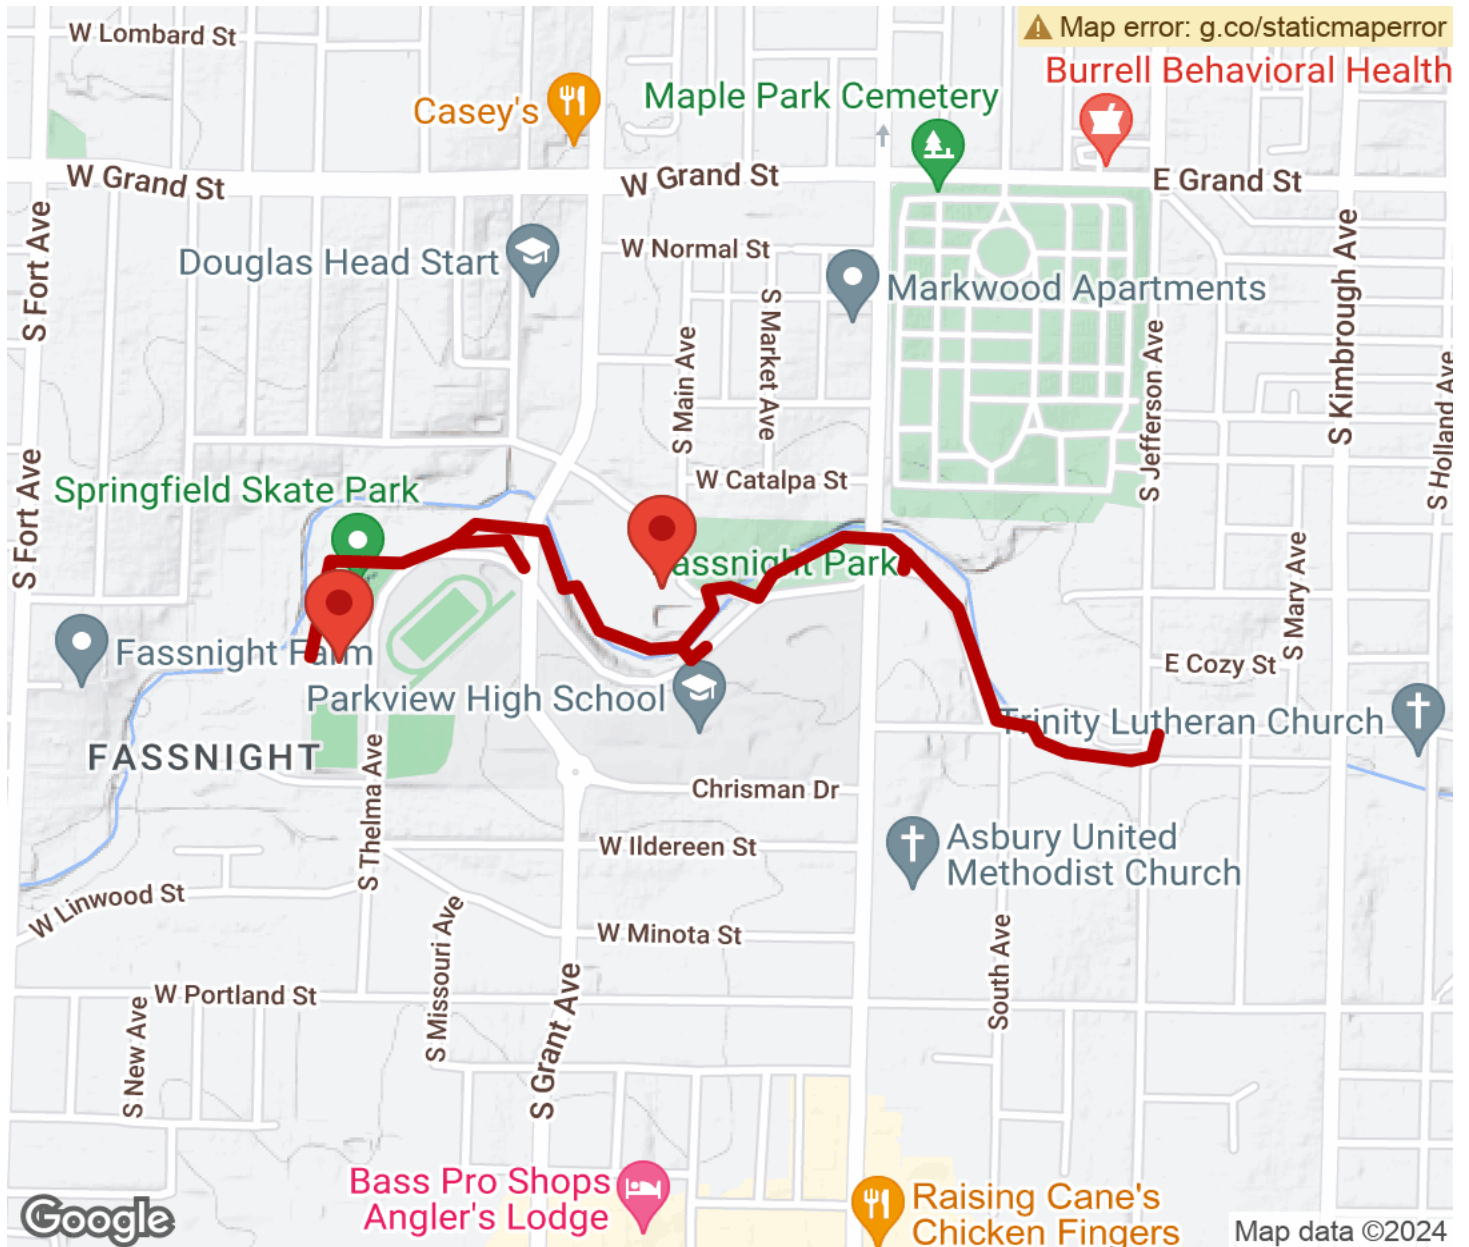 W Lombard St
Map error: g.co/staticmaperror
Burrell Behavioral Health
Casey's
Maple Park Cemetery
W Grand St
W Grand St
E Grand St
S Fort Ave
S Kimbrough Ave
Douglas Head Start
W Normal St
Markwood Apartments
S Market Ave
S Main Ave
S Jefferson Ave
S Holland Ave
S Fort Ave
Springfield Skate Park
W Catalpa St
assnight Park
S Mary Ave
Fassnight Farm
E Cozy St
Parkview High School
Trinity Lutheran Church
FASSNIGHT
S Thelma Ave
Chrisman Dr
W Ildereen St
Asbury United
Methodist Church
W Linwood St
S Missouri Ave
W Minota St
South Ave
W Portland St
S New Ave
S Grant Ave
Bass Pro Shops
Angler's Lodge
Raising Cane's
Chicken Fingers
Google
Map data ©2024